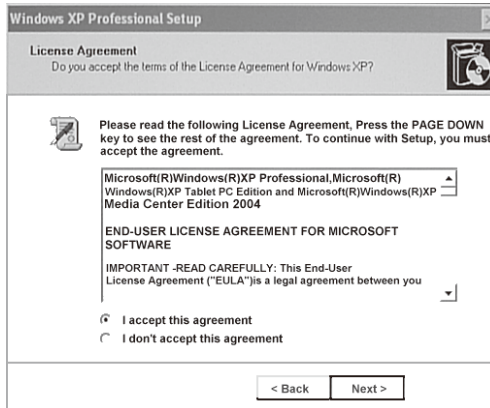 Windows XP Professional Setup
License Agreement
Do you accept the terms of the License Agreement for Windows XP?
Please read the following License Agreement, Press the PAGE DOWN
key to see the rest of the agreement. To continue with Setup, you must
accept the agreement.
Microsoft(R)Windows(R)XP Professional,Microsoft(R)
Windows(R)XP Tablet PC Edition and Microsoft(R)Windows(R)XP
Media Center Edition 2004
END-USER LICENSE AGREEMENT FOR MICROSOFT
SOFTWARE
IMPORTANT -READ CAREFULLY: This End-User
License Agreement ("EULA")is a legal agreement between you
I accept this agreement
I don't accept this agreement
< Back Next >